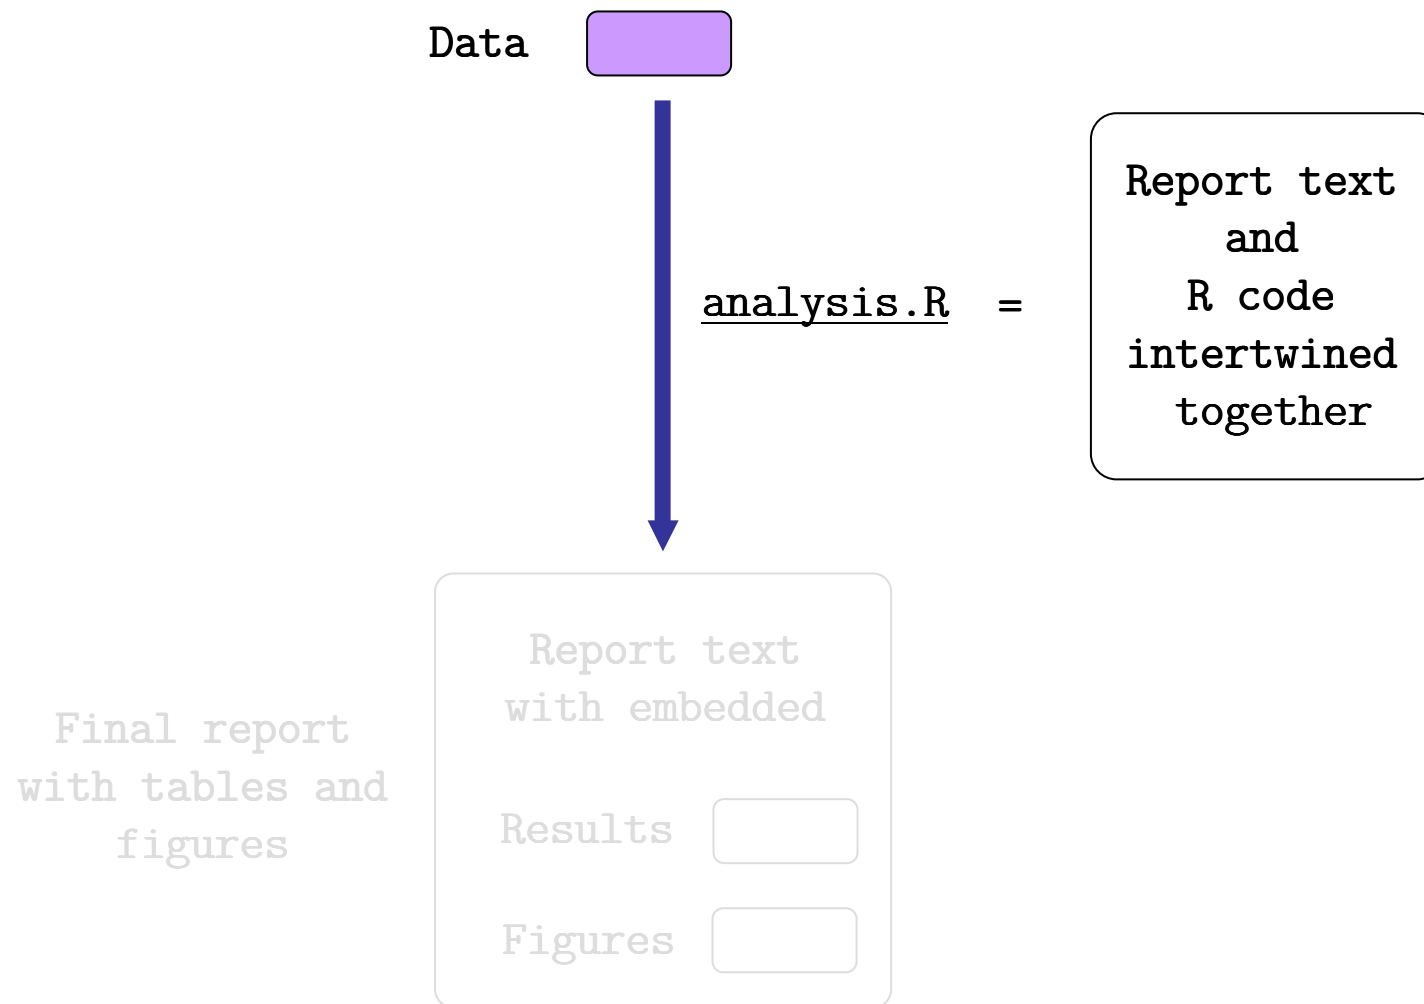 Data
Report text
and
analysis.R =
R code
intertwined
together
Report text
with embedded
Final report
with tables and
figures
Results
Figures